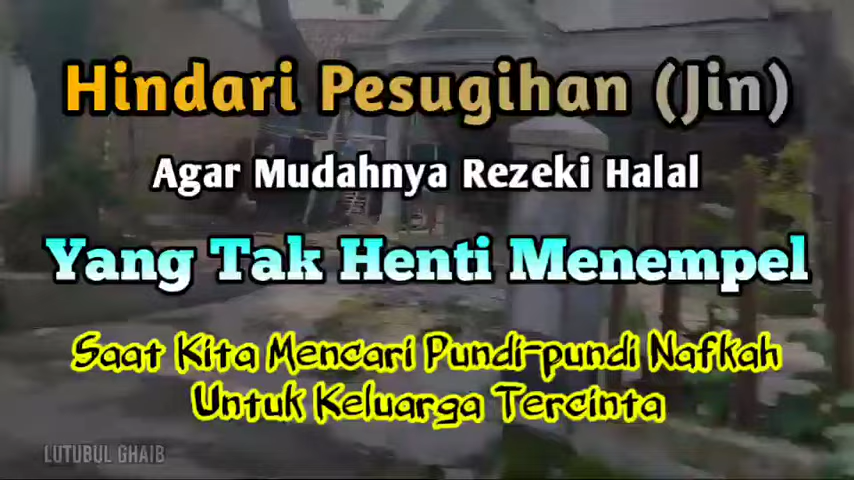 Hindari Pesugihan (Jin)
Agar Mudahnya Rezeki Halal
Yang Tak Henti Menempel
Saat Kita Mencari Pundi-pundi Nafkah
Untuk Keluarga Tercinta
LUTUBUL GHAIB